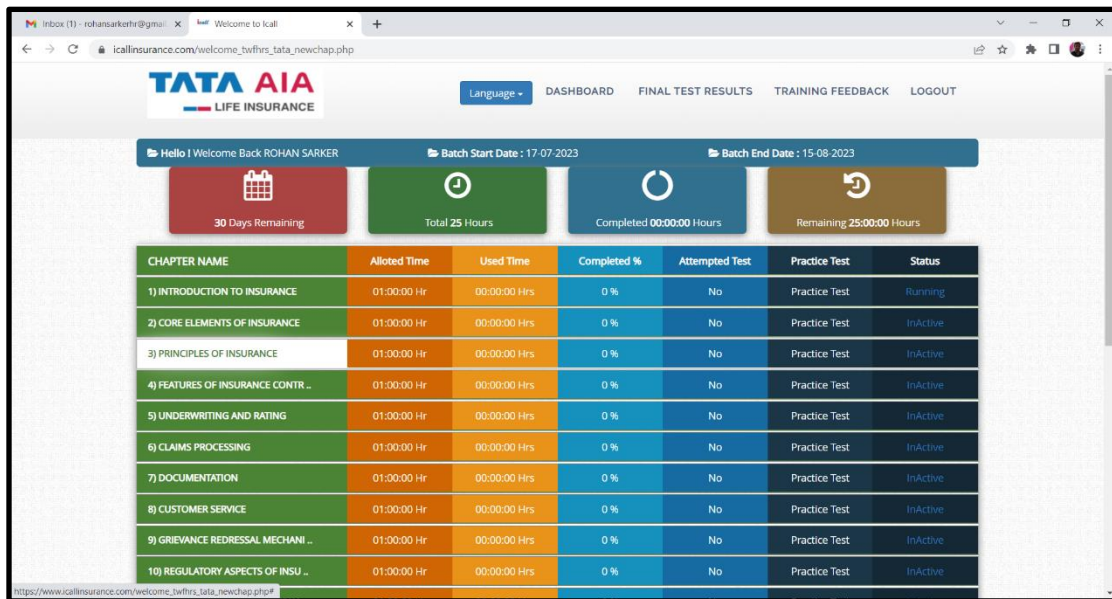 Inbox (1) - rohansarkerhr@gmail
Welcome to Icall
icallinsurance.com/welcome_twfhrs_tata_newchap.php
TATA AIA
LIFE INSURANCE
Language
DASHBOARD
FINAL TEST RESULTS
TRAINING FEEDBACK
LOGOUT
Hello ! Welcome Back ROHAN SARKER
Batch Start Date : 17-07-2023
Batch End Date : 15-08-2023
30 Days Remaining
Total 25 Hours
Completed 00:00:00 Hours
Remaining 25:00:00 Hours
CHAPTER NAME Alloted Time Used Time Completed % Attempted Test Practice Test Status
1) INTRODUCTION TO INSURANCE 01:00:00 Hr 00:00:00 Hrs 0 % No Practice Test Running
2) CORE ELEMENTS OF INSURANCE 01:00:00 Hr 00:00:00 Hrs 0 % No Practice Test InActive
3) PRINCIPLES OF INSURANCE 01:00:00 Hr 00:00:00 Hrs 0 % No Practice Test InActive
4) FEATURES OF INSURANCE CONTR .. 01:00:00 Hr 00:00:00 Hrs 0 % No Practice Test InActive
5) UNDERWRITING AND RATING 01:00:00 Hr 00:00:00 Hrs 0 % No Practice Test InActive
6) CLAIMS PROCESSING 01:00:00 Hr 00:00:00 Hrs 0 % No Practice Test InActive
7) DOCUMENTATION 01:00:00 Hr 00:00:00 Hrs 0 % No Practice Test InActive
8) CUSTOMER SERVICE 01:00:00 Hr 00:00:00 Hrs 0 % No Practice Test InActive
9) GRIEVANCE REDRESSAL MECHANI .. 01:00:00 Hr 00:00:00 Hrs 0 % No Practice Test InActive
10) REGULATORY ASPECTS OF INSU .. 01:00:00 Hr 00:00:00 Hrs 0 % No Practice Test InActive
https://www.icallinsurance.com/welcome_twfhrs_tata_newchap.php#